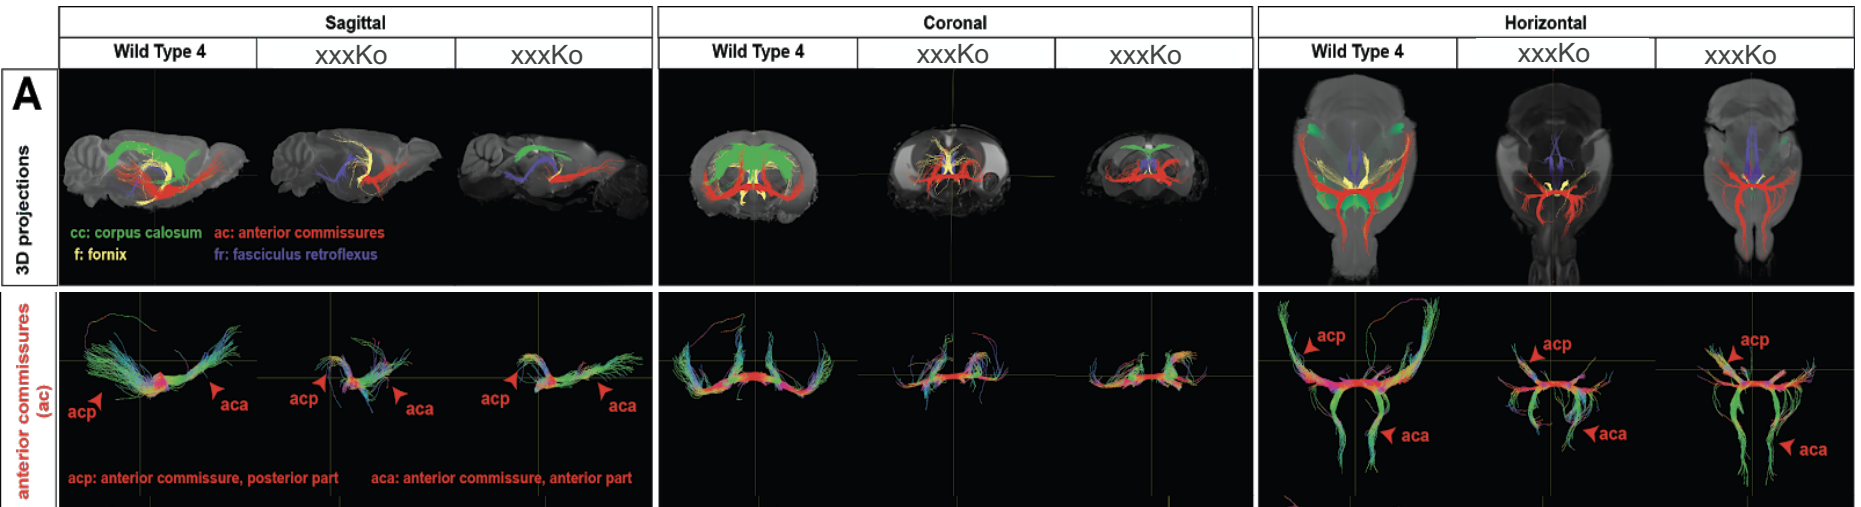 Sagittal
Coronal
Horizontal
Wild Type 4
xxxKo
xxxKo
Wild Type 4
xxxKo
xxxKo
Wild Type 4
xxxKo
xxxKo
A
3D projections
cc: corpus calosum
ac: anterior commissures
f: fornix
fr: fasciculus retroflexus
anterior commissures
(ac)
acp
aca
acp
aca
acp
aca
acp
aca
acp
aca
acp
aca
acp: anterior commissure, posterior part
aca: anterior commissure, anterior part